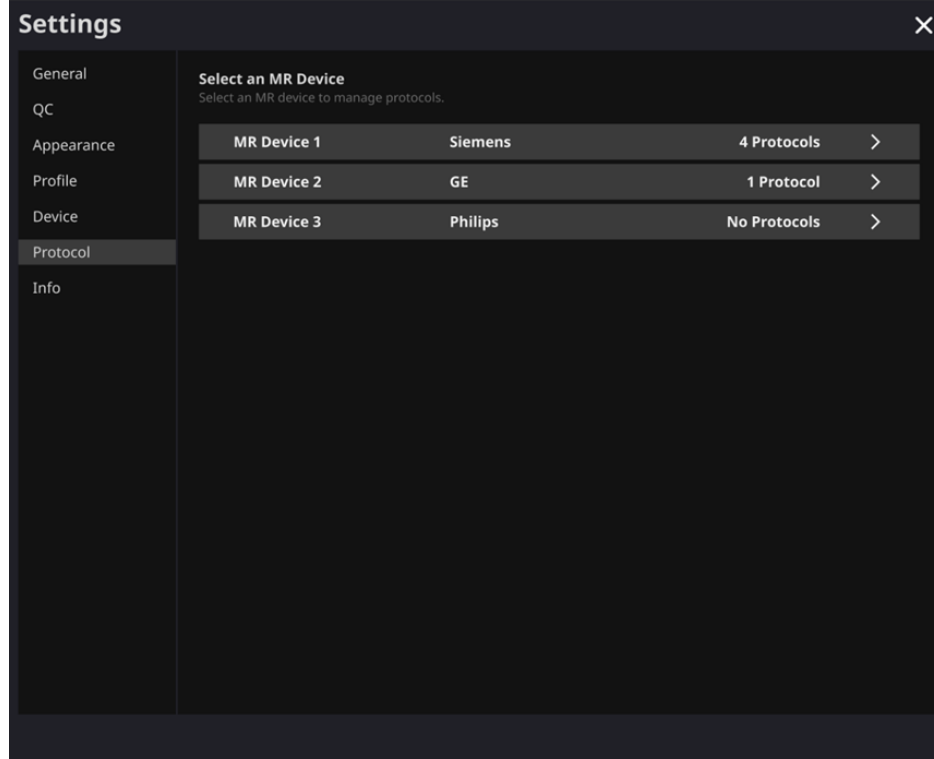 Settings
General
QC
Appearance
Profile
Device
Protocol
Info
Select an MR Device
Select an MR device to manage protocols.
MR Device 1 Siemens 4 Protocols
MR Device 2 GE 1 Protocol
MR Device 3 Philips No Protocols